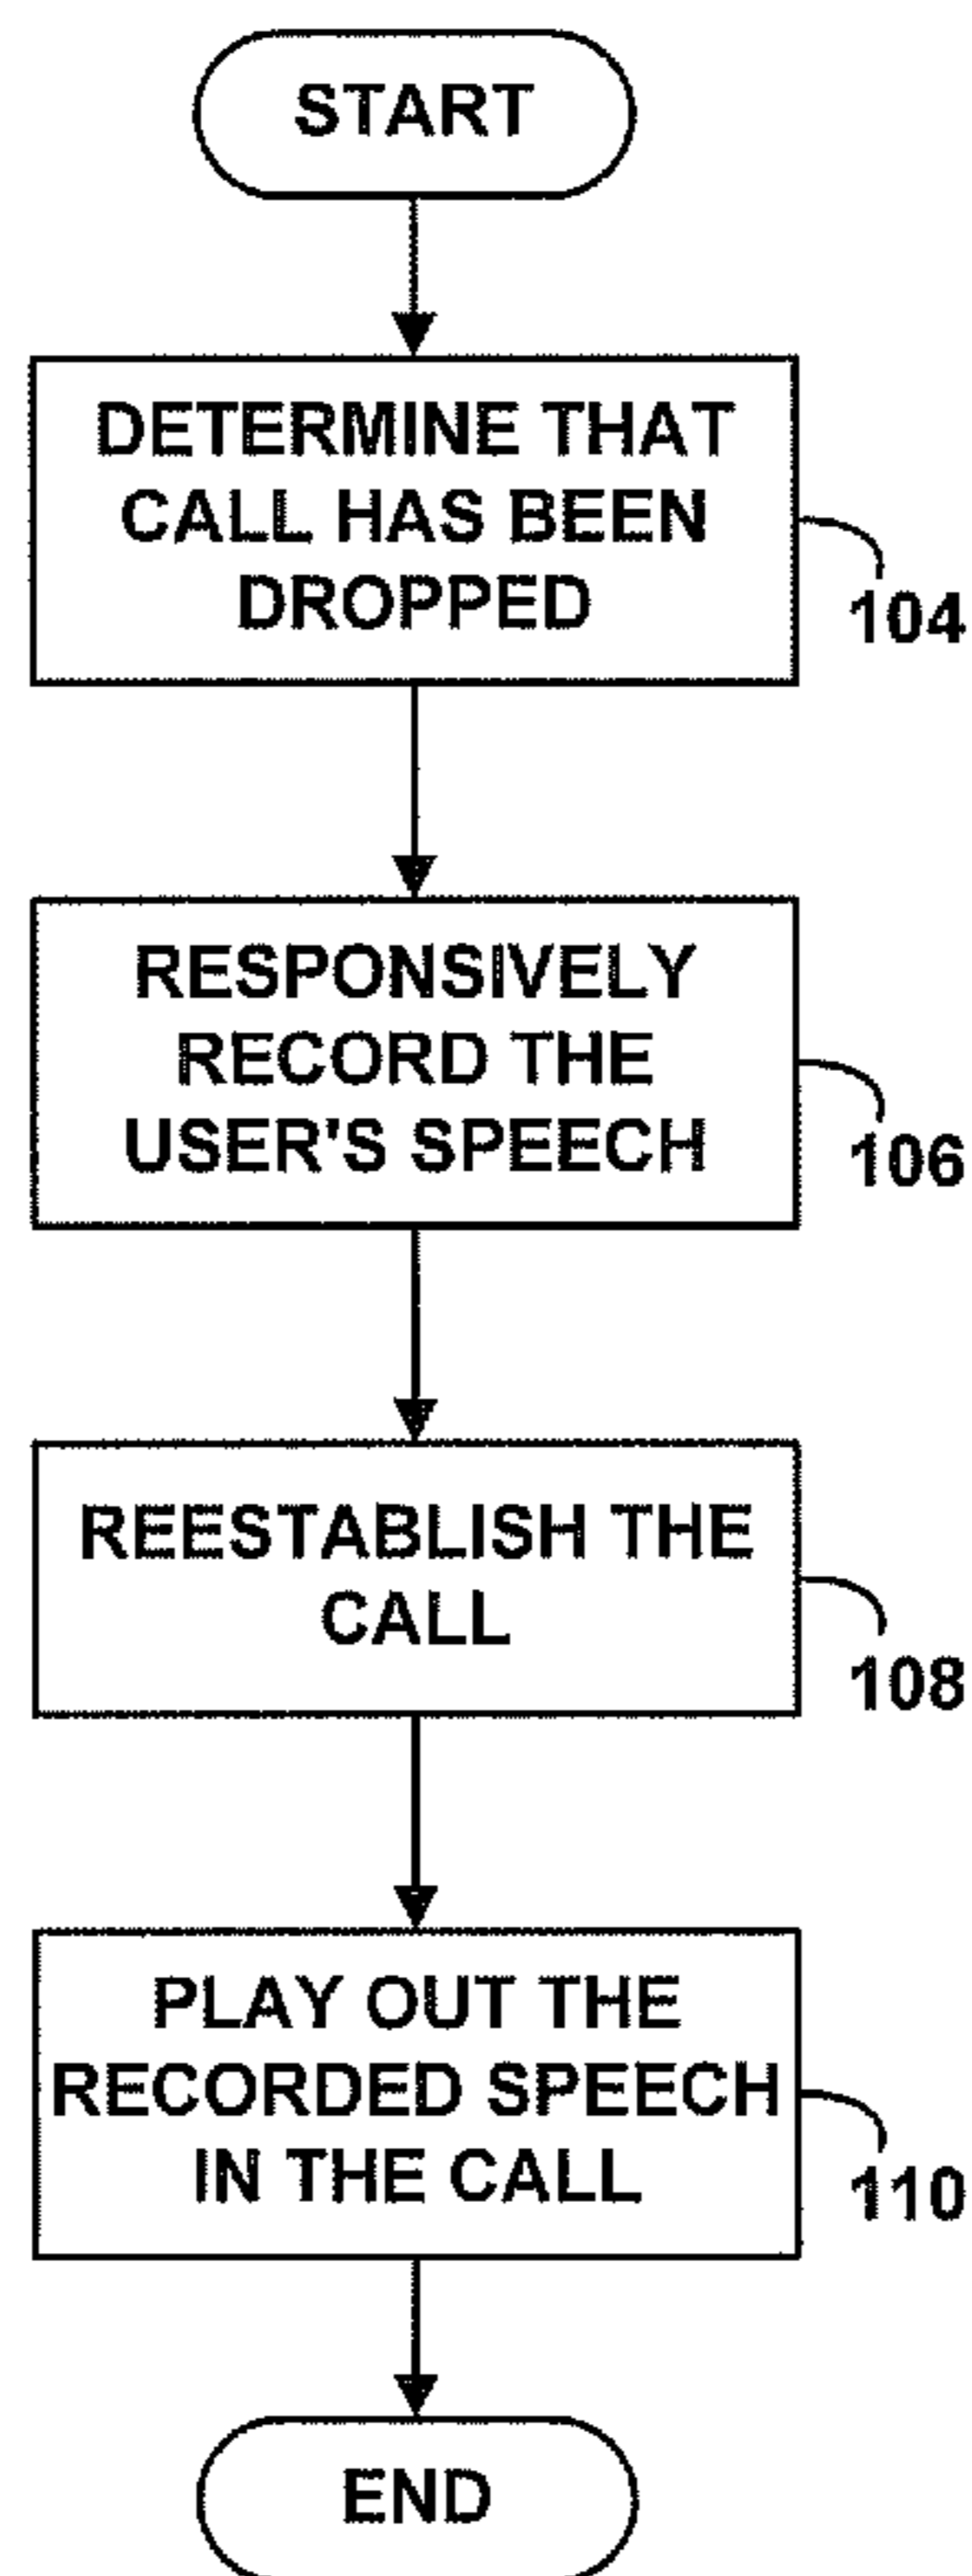 START
DETERMINE THAT
CALL HAS BEEN
DROPPED
104
RESPONSIVELY
RECORD THE
USER'S SPEECH
106
REESTABLISH THE
CALL
108
PLAY OUT THE
RECORDED SPEECH
IN THE CALL
110
END